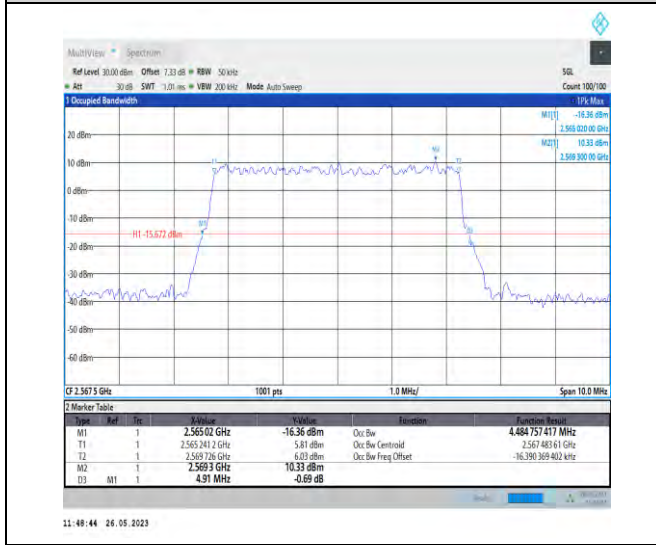 MultiView Spectrum
Ref Level 30.00 dBm Offset 7.33 dB RBW 50 kHz SGL
Att 30 dB SWT 1.01 ms VBW 200 kHz Mode Auto Sweep Count 100/100
1 Occupied Bandwidth 1Pk Max
M1[1] -16.36 dBm
2.565 020 00 GHz
20 dBm M2[1] 10.33 dBm
2.569 300 00 GHz
M2
10 dBm T1 T2
0 dBm
-10 dBm
M1 D3
H1 -15.672 dBm
-20 dBm
-30 dBm
-40 dBm
-50 dBm
-60 dBm
CF 2.567 5 GHz 1001 pts 1.0 MHz/ Span 10.0 MHz
2 Marker Table
Type Ref Trc X-Value Y-Value Function Function Result
M1 1 2.565 02 GHz -16.36 dBm Occ Bw 4.484 757 417 MHz
T1 1 2.565 241 2 GHz 5.81 dBm Occ Bw Centroid 2.567 483 61 GHz
T2 1 2.569 726 GHz 6.03 dBm Occ Bw Freq Offset -16.390 369 402 kHz
M2 1 2.569 3 GHz 10.33 dBm
D3 M1 1 4.91 MHz -0.69 dB
11:48:44 26.05.2023